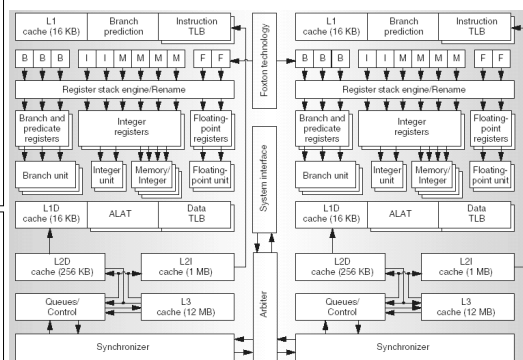 L1
cache (16 KB)
Branch
prediction
Instruction
TLB
B B B I I M M M M F F
Register stack engine/Rename
Branch and
predicate
registers
Integer
registers
Floating-
point
registers
Branch unit
Integer
unit
Memory/
Integer
Floating-
point unit
L1D
cache (16 KB)
ALAT
Data
TLB
L2D
cache (256 KB)
L2I
cache (1 MB)
Queues/
Control
L3
cache (12 MB)
Synchronizer
Foxton technology
System interface
Arbiter
L1
cache (16 KB)
Branch
prediction
Instruction
TLB
B B B I I M M M M F F
Register stack engine/Rename
Branch and
predicate
registers
Integer
registers
Floating-
point
registers
Branch unit
Integer
unit
Memory/
Integer
Floating-
point unit
L1D
cache (16 KB)
ALAT
Data
TLB
L2D
cache (256 KB)
L2I
cache (1 MB)
Queues/
Control
L3
cache (12 MB)
Synchronizer